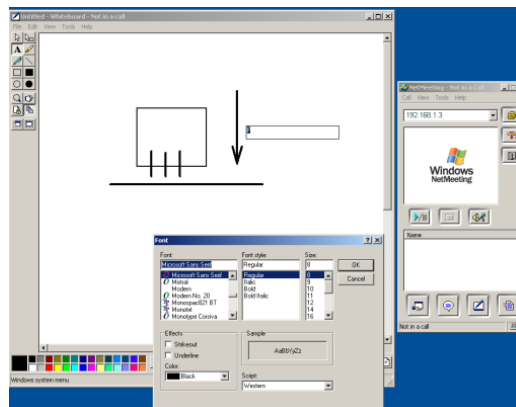 Untitled - Whiteboard - Not in a call
File Edit View Tools Help
A
NetMeeting - Not in a Call
Call View Tools Help
192.168.1.3
Windows
NetMeeting
Name
Not in a call
Font
Font:
Microsoft Sans Serif
Microsoft Sans Serif
Mistral
Modern
Modern No. 20
Monospac821 BT
Monotxt
Monotype Corsiva
Font style:
Regular
Regular
Italic
Bold
Bold Italic
Size:
8
8
9
10
11
12
14
16
OK
Cancel
Effects
Strikeout
Underline
Color:
Black
Sample
AaBbYyZz
Script:
Western
Windows system menu